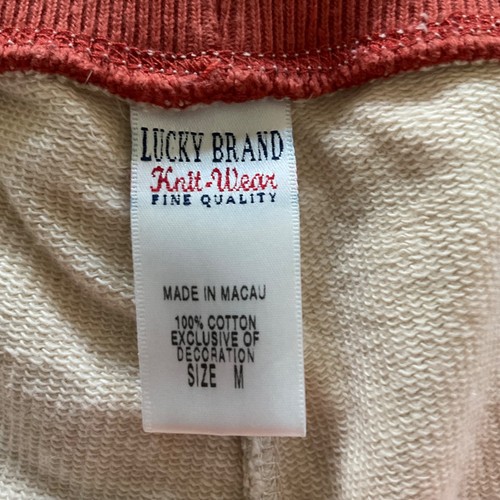 LUCKY BRAND
Knit-Wear
FINE QUALITY
MADE IN MACAU
100% COTTON
EXCLUSIVE OF
DECORATION
SIZE M